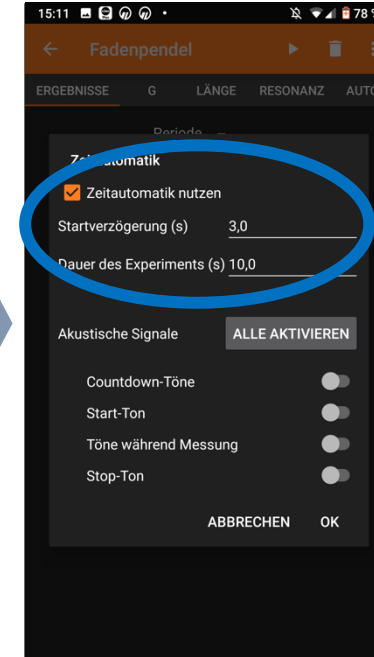 15:11 78 %
Fadenpendel
ERGEBNISSE G LÄNGE RESONANZ AUTO
Periode –
Zeitautomatik
Zeitautomatik nutzen
Startverzögerung (s) 3,0
Dauer des Experiments (s) 10,0
Akustische Signale ALLE AKTIVIEREN
Countdown-Töne
Start-Ton
Töne während Messung
Stop-Ton
ABBRECHEN OK